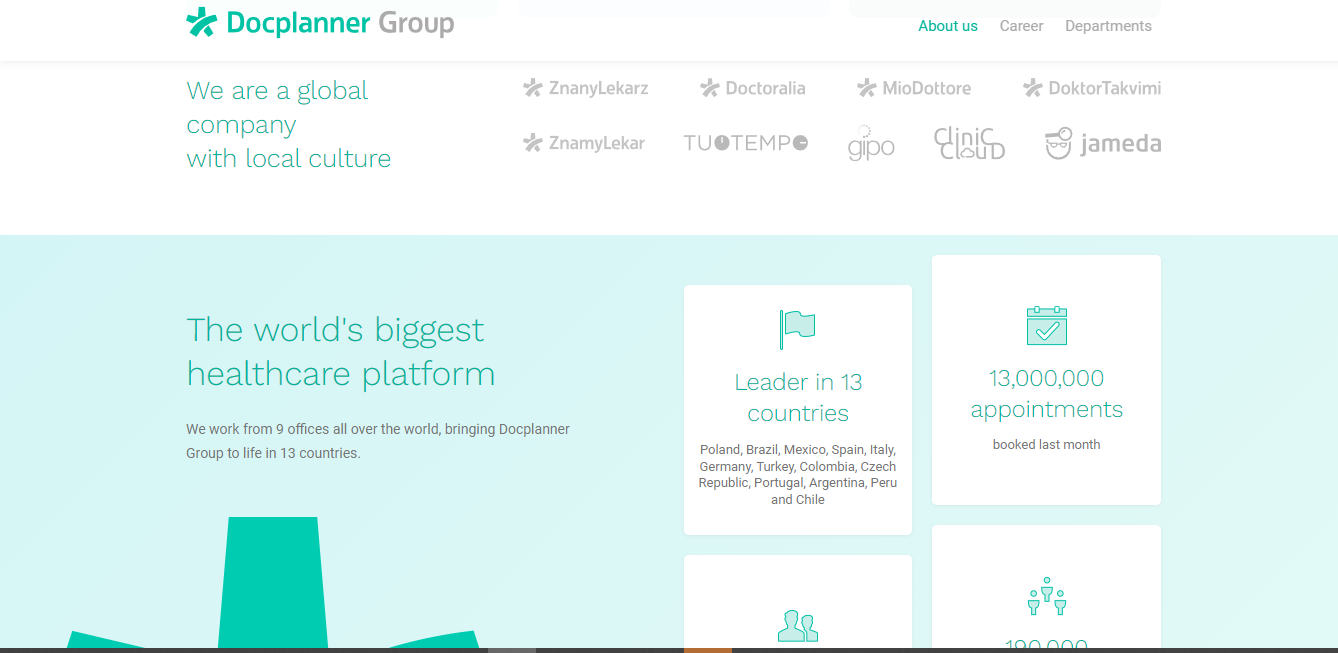 Docplanner Group
About us Career Departments
We are a global
company
with local culture
ZnanyLekarz Doctoralia MioDottore DoktorTakvimi
ZnamyLekar TUOTEMPO gipo CliniC ClouD jameda
The world's biggest
healthcare platform
We work from 9 offices all over the world, bringing Docplanner
Group to life in 13 countries.
Leader in 13
countries
Poland, Brazil, Mexico, Spain, Italy,
Germany, Turkey, Colombia, Czech
Republic, Portugal, Argentina, Peru
and Chile
13,000,000
appointments
booked last month